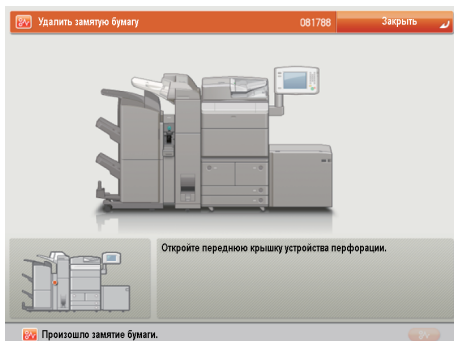 Удалить замятую бумагу
081788
Закрыть
Откройте переднюю крышку устройства перфорации.
Произошло замятие бумаги.